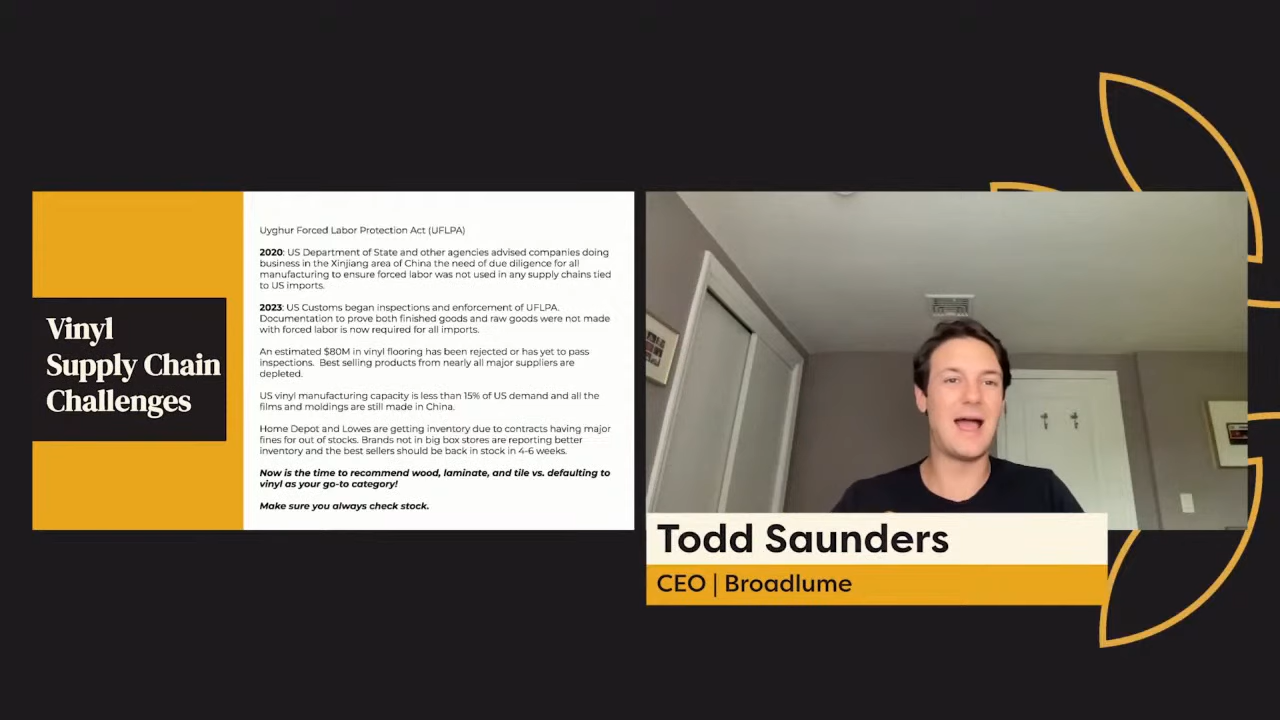 Vinyl
Supply Chain
Challenges
Uyghur Forced Labor Protection Act (UFLPA)
2020: US Department of State and other agencies advised companies doing
business in the Xinjiang area of China the need of due diligence for all
manufacturing to ensure forced labor was not used in any supply chains tied
to US imports.
2023: US Customs began inspections and enforcement of UFLPA.
Documentation to prove both finished goods and raw goods were not made
with forced labor is now required for all imports.
An estimated $80M in vinyl flooring has been rejected or has yet to pass
inspections. Best selling products from nearly all major suppliers are
depleted.
US vinyl manufacturing capacity is less than 15% of US demand and all the
films and moldings are still made in China.
Home Depot and Lowes are getting inventory due to contracts having major
fines for out of stocks. Brands not in big box stores are reporting better
inventory and the best sellers should be back in stock in 4-6 weeks.
Now is the time to recommend wood, laminate, and tile vs. defaulting to
vinyl as your go-to category!
Make sure you always check stock.
Todd Saunders
CEO | Broadlume